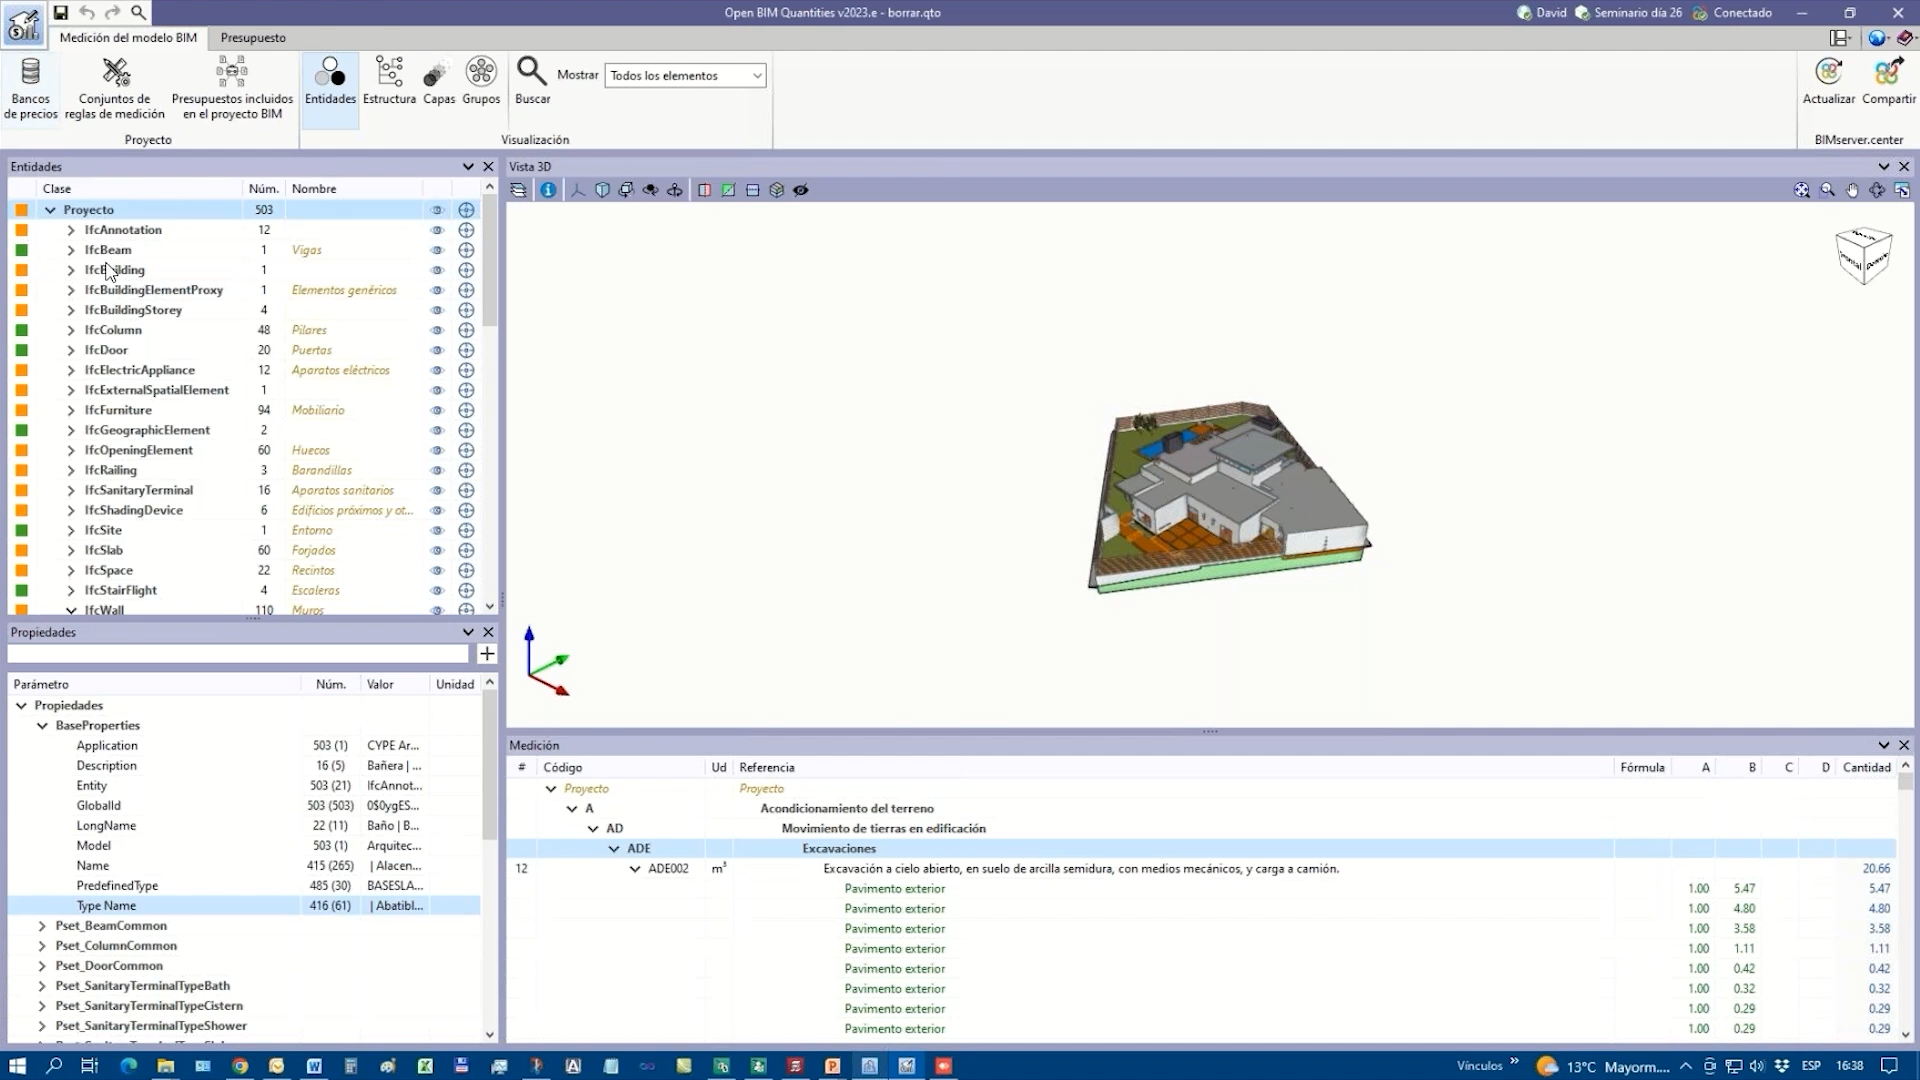 Open BIM Quantities v2023.e - borrar.qto
David
Seminario día 26
Conectado
Medición del modelo BIM
Presupuesto
Bancos de precios
Conjuntos de reglas de medición
Presupuestos incluidos en el proyecto BIM
Entidades
Estructura
Capas
Grupos
Buscar
Mostrar
Todos los elementos
Actualizar
Compartir
Proyecto
Visualización
BIMserver.center
Entidades
Clase Núm. Nombre
Proyecto 503
IfcAnnotation 12
IfcBeam 1 Vigas
IfcBuilding 1
IfcBuildingElementProxy 1 Elementos genéricos
IfcBuildingStorey 4
IfcColumn 48 Pilares
IfcDoor 20 Puertas
IfcElectricAppliance 12 Aparatos eléctricos
IfcExternalSpatialElement 1
IfcFurniture 94 Mobiliario
IfcGeographicElement 2
IfcOpeningElement 60 Huecos
IfcRailing 3 Barandillas
IfcSanitaryTerminal 16 Aparatos sanitarios
IfcShadingDevice 6 Edificios próximos y ot...
IfcSite 1 Entorno
IfcSlab 60 Forjados
IfcSpace 22 Recintos
IfcStairFlight 4 Escaleras
IfcWall 110 Muros
Propiedades
Parámetro Núm. Valor Unidad
Propiedades
BaseProperties
Application 503 (1) CYPE Ar...
Description 16 (5) Bañera | ...
Entity 503 (21) IfcAnnot...
GlobalId 503 (503) 0$0ygES...
LongName 22 (11) Baño | B...
Model 503 (1) Arquitec...
Name 415 (265) | Alacen...
PredefinedType 485 (30) BASESLA...
Type Name 416 (61) | Abatibl...
Pset_BeamCommon
Pset_ColumnCommon
Pset_DoorCommon
Pset_SanitaryTerminalTypeBath
Pset_SanitaryTerminalTypeCistern
Pset_SanitaryTerminalTypeShower
Vista 3D
Medición
# Código Ud Referencia Fórmula A B C D Cantidad
Proyecto Proyecto
A Acondicionamiento del terreno
AD Movimiento de tierras en edificación
ADE Excavaciones
12 ADE002 m³ Excavación a cielo abierto, en suelo de arcilla semidura, con medios mecánicos, y carga a camión. 20.66
Pavimento exterior 1.00 5.47 5.47
Pavimento exterior 1.00 4.80 4.80
Pavimento exterior 1.00 3.58 3.58
Pavimento exterior 1.00 1.11 1.11
Pavimento exterior 1.00 0.42 0.42
Pavimento exterior 1.00 0.32 0.32
Pavimento exterior 1.00 0.29 0.29
Pavimento exterior 1.00 0.29 0.29
Vínculos
13°C Mayorm....
ESP
16:38